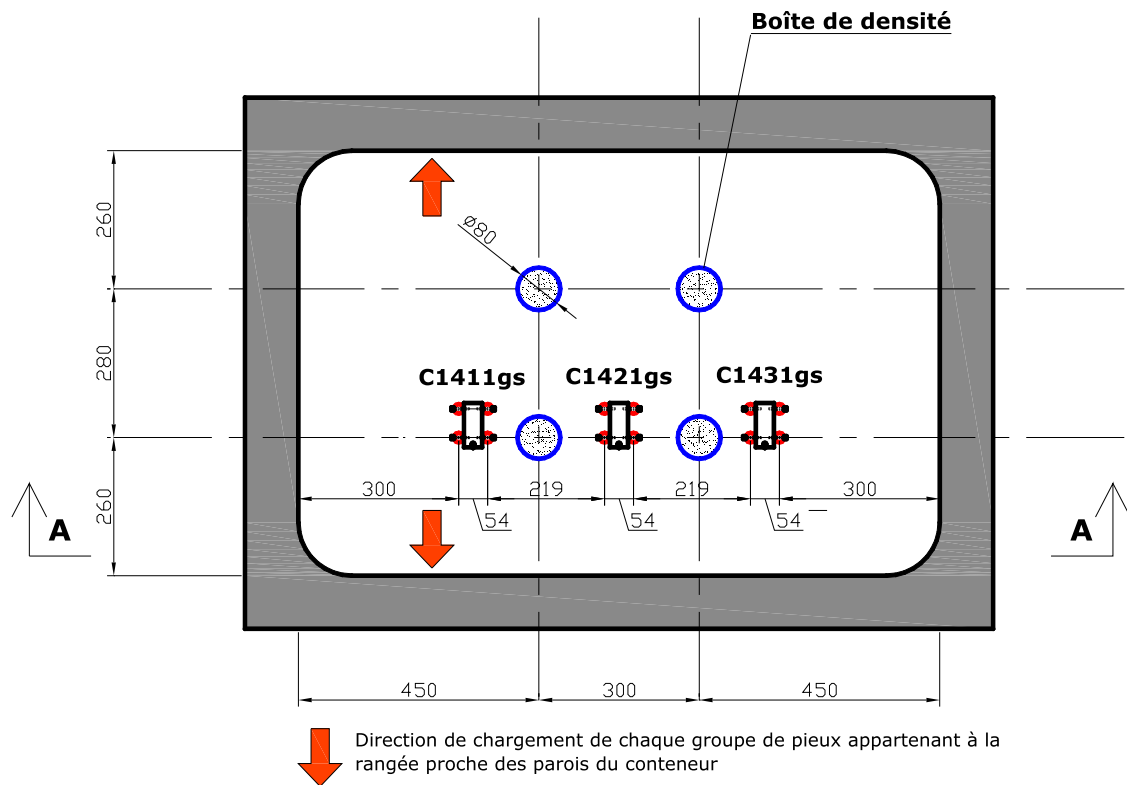 Boîte de densité
260
ø80
280
C1411gs
C1421gs
C1431gs
260
300
219
219
300
54
54
54
A
A
450
300
450
Direction de chargement de chaque groupe de pieux appartenant à la
rangée proche des parois du conteneur